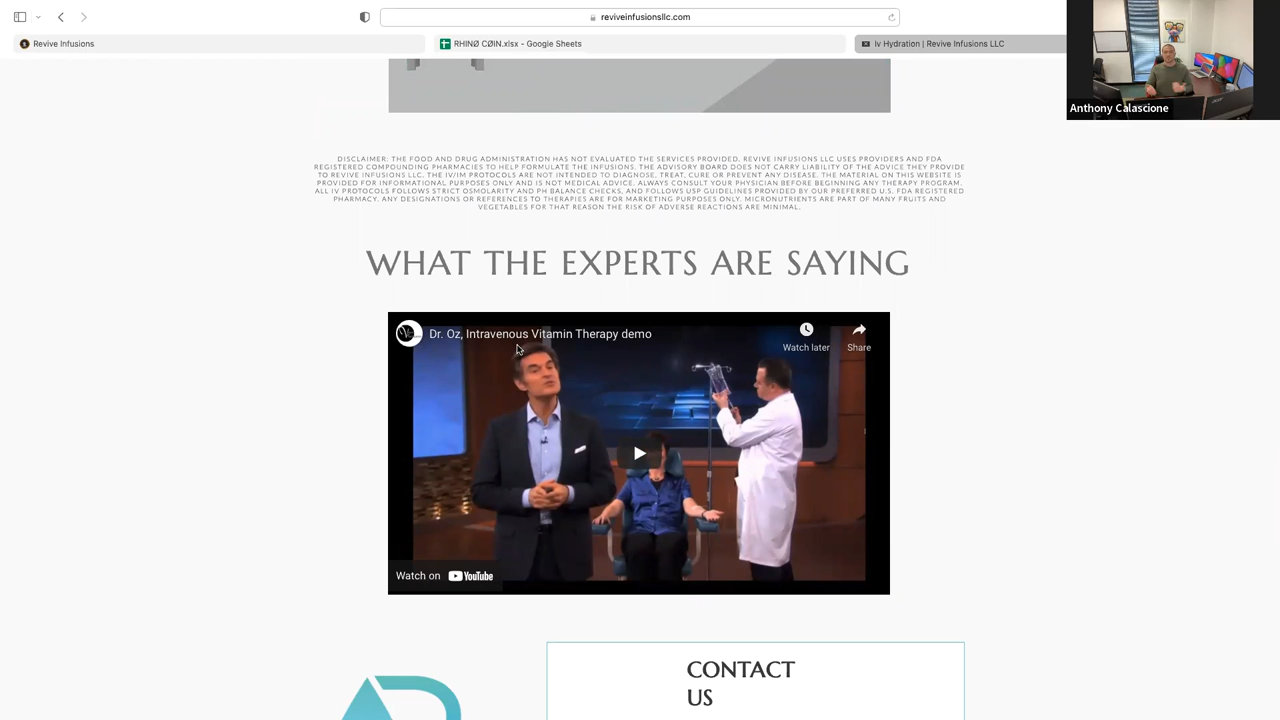 reviveinfusionsllc.com
Revive Infusions
RHINØ CØIN.xlsx - Google Sheets
Iv Hydration | Revive Infusions LLC
Anthony Calascione
DISCLAIMER: THE FOOD AND DRUG ADMINISTRATION HAS NOT EVALUATED THE SERVICES PROVIDED. REVIVE INFUSIONS LLC USES PROVIDERS AND FDA
REGISTERED COMPOUNDING PHARMACIES TO HELP FORMULATE THE INFUSIONS. THE ADVISORY BOARD DOES NOT CARRY LIABILITY OF THE ADVICE THEY PROVIDE
TO REVIVE INFUSIONS LLC. THE IV/IM PROTOCOLS ARE NOT INTENDED TO DIAGNOSE, TREAT, CURE OR PREVENT ANY DISEASE. THE MATERIAL ON THIS WEBSITE IS
PROVIDED FOR INFORMATIONAL PURPOSES ONLY AND IS NOT MEDICAL ADVICE. ALWAYS CONSULT YOUR PHYSICIAN BEFORE BEGINNING ANY THERAPY PROGRAM.
ALL IV PROTOCOLS FOLLOWS STRICT OSMOLARITY AND PH BALANCE CHECKS, AND FOLLOWS USP GUIDELINES PROVIDED BY OUR PREFERRED U.S. FDA REGISTERED
PHARMACY. ANY DESIGNATIONS OR REFERENCES TO THERAPIES ARE FOR MARKETING PURPOSES ONLY. MICRONUTRIENTS ARE PART OF MANY FRUITS AND
VEGETABLES FOR THAT REASON THE RISK OF ADVERSE REACTIONS ARE MINIMAL.
WHAT THE EXPERTS ARE SAYING
Dr. Oz, Intravenous Vitamin Therapy demo
Watch later
Share
Watch on YouTube
CONTACT
US